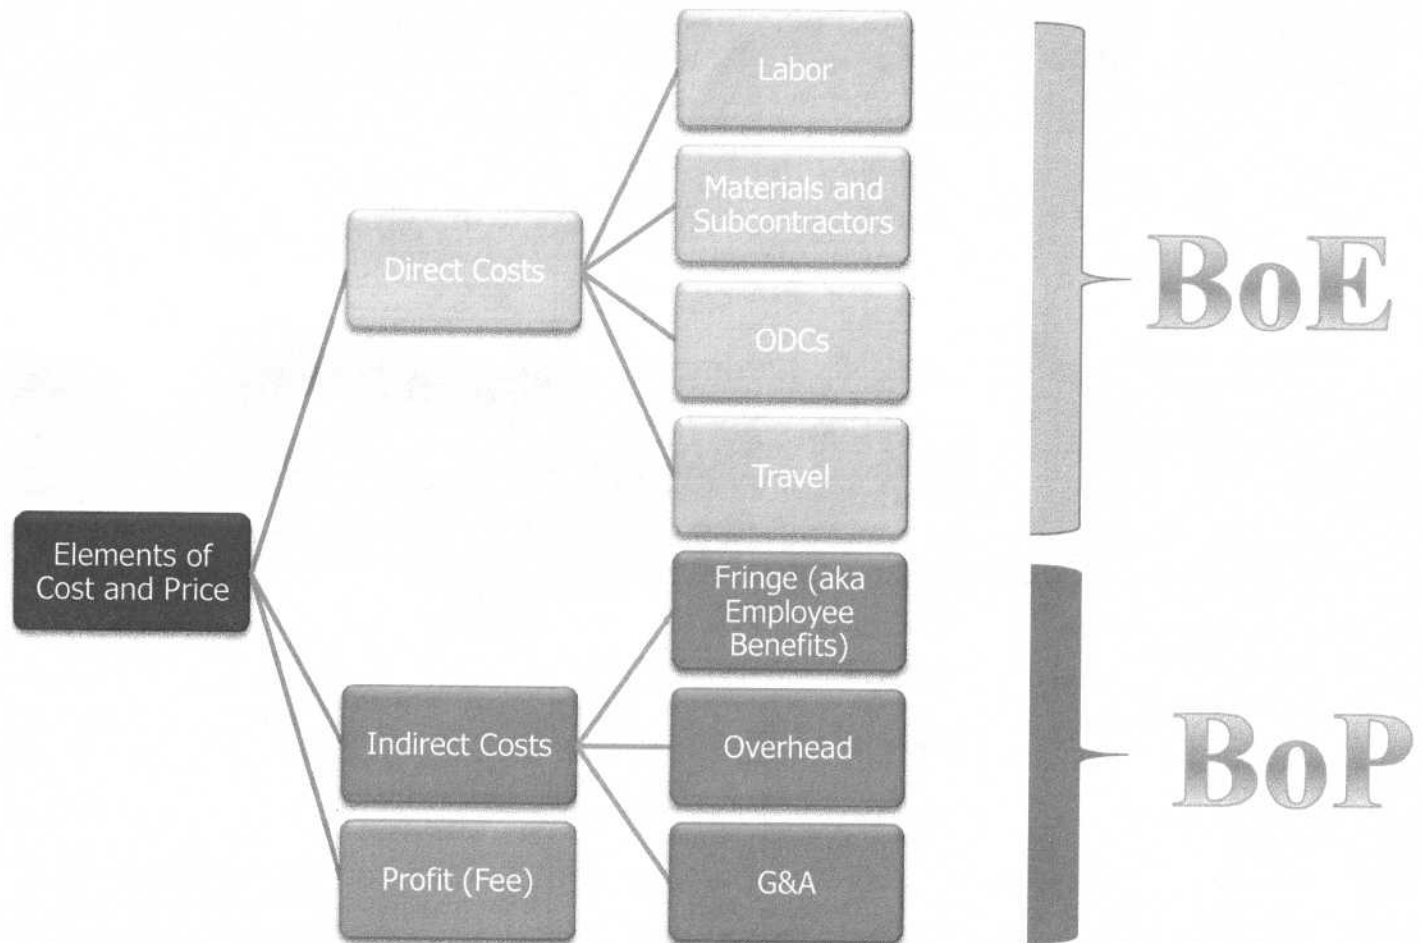 Elements of
Cost and Price
Direct Costs
Labor
Materials and
Subcontractors
ODCs
Travel
BoE
Indirect Costs
Fringe (aka
Employee
Benefits)
Overhead
G&A
BoP
Profit (Fee)